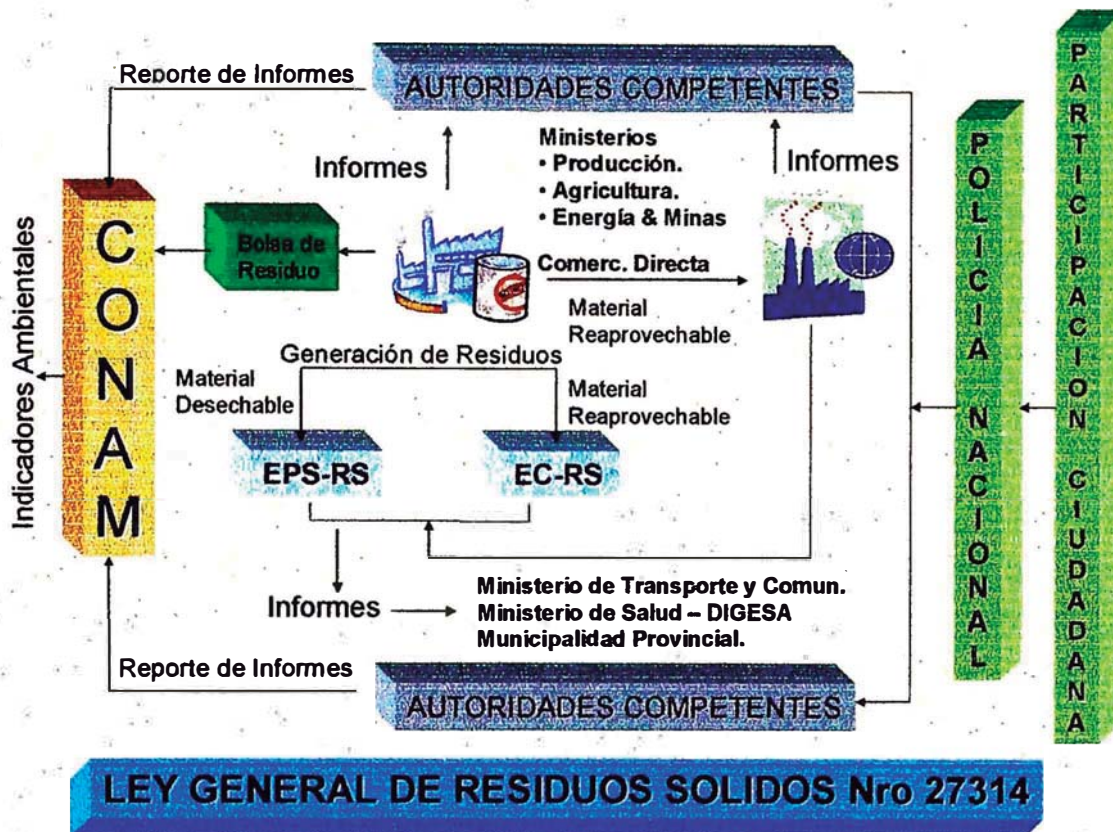 Reporte de Informes
AUTORIDADES COMPETENTES
Informes
Ministerios
• Producción.
• Agricultura.
• Energía & Minas
Informes
CONAM
Indicadores Ambientales
Bolsa de
Residuo
Comerc. Directa
Material
Reaprovechable
Generación de Residuos
Material
Desechable
Material
Reaprovechable
EPS-RS
EC-RS
Informes
Ministerio de Transporte y Comun.
Ministerio de Salud – DIGESA
Municipalidad Provincial.
Reporte de Informes
AUTORIDADES COMPETENTES
POLICIA NACIONAL
PARTICIPACION CIUDADANA
LEY GENERAL DE RESIDUOS SOLIDOS Nro 27314